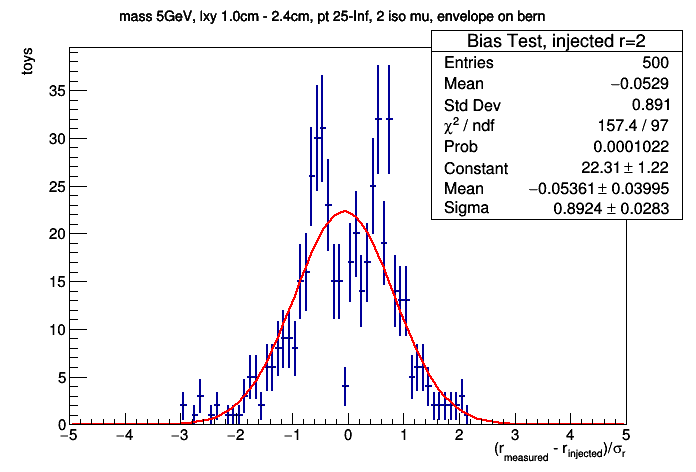 mass 5GeV, lxy 1.0cm - 2.4cm, pt 25-Inf, 2 iso mu, envelope on bern
Bias Test, injected r=2
Entries 500
Mean −0.0529
Std Dev 0.891
χ² / ndf 157.4 / 97
Prob 0.0001022
Constant 22.31 ± 1.22
Mean −0.05361 ± 0.03995
Sigma 0.8924 ± 0.0283
toys
35
30
25
20
15
10
5
0
−5 −4 −3 −2 −1 0 1 2 3 4 5
(r_measured - r_injected)/σ_r